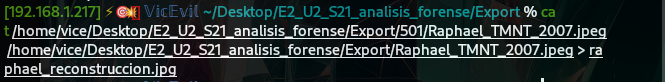 [192.168.1.217] ⚡🎯 𝕍𝕚𝕔𝔼𝕧𝕚𝕝 ~/Desktop/E2_U2_S21_analisis_forense/Export % ca
t /home/vice/Desktop/E2_U2_S21_analisis_forense/Export/501/Raphael_TMNT_2007.jpeg
/home/vice/Desktop/E2_U2_S21_analisis_forense/Export/Raphael_TMNT_2007.jpeg > ra
phael_reconstruccion.jpg